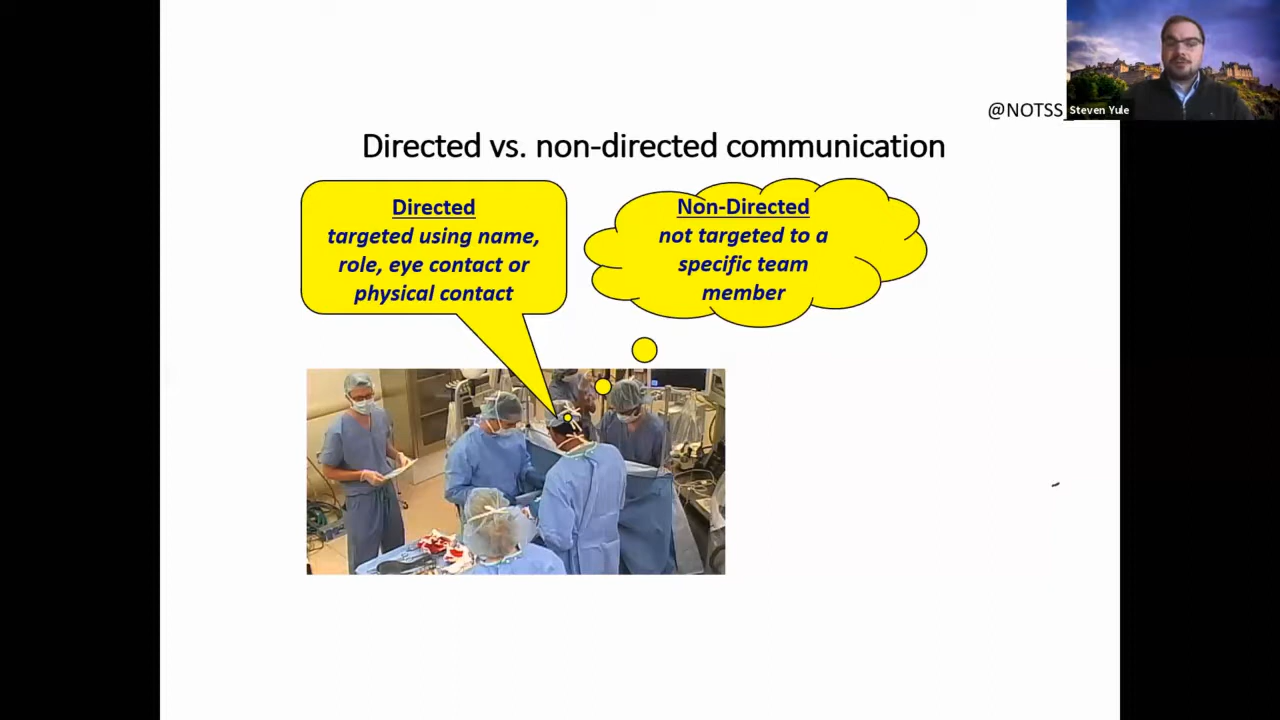 @NOTSS_
Steven Yule
Directed vs. non-directed communication
Directed
targeted using name,
role, eye contact or
physical contact
Non-Directed
not targeted to a
specific team
member